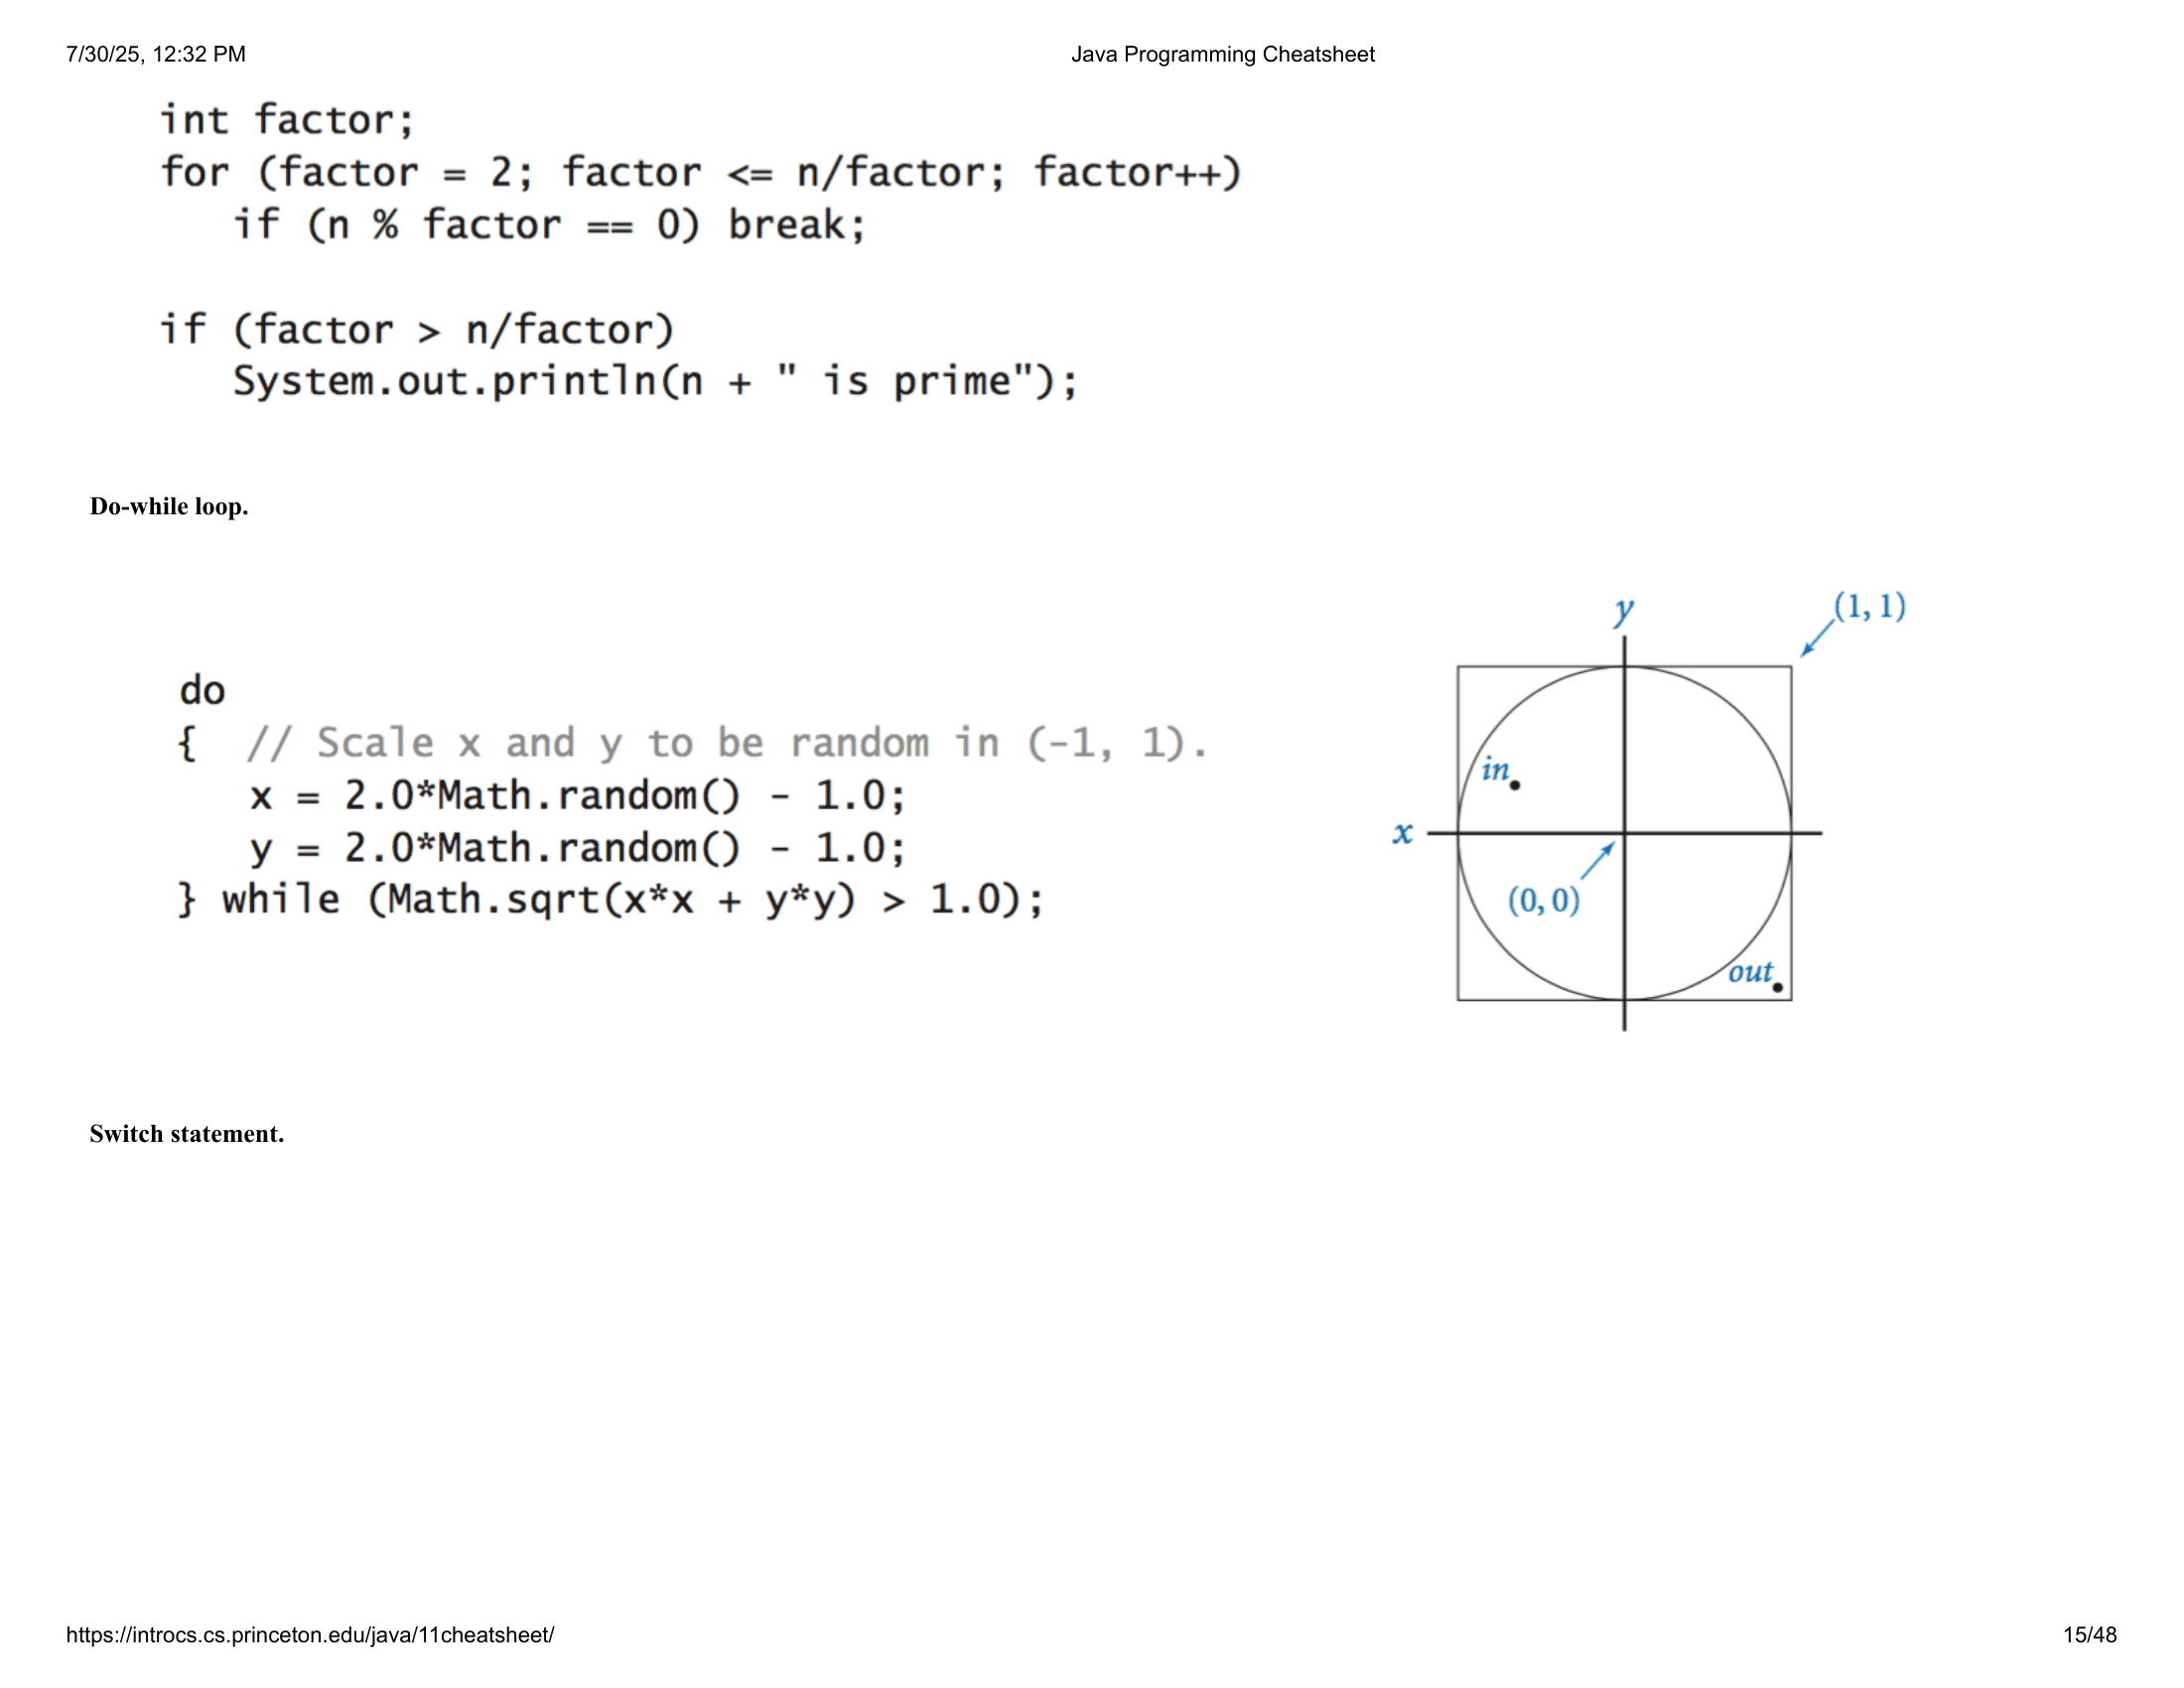 7/30/25, 12:32 PM
Java Programming Cheatsheet
int factor;
for (factor = 2; factor <= n/factor; factor++)
   if (n % factor == 0) break;
if (factor > n/factor)
   System.out.println(n + " is prime");
Do-while loop.
do
{  // Scale x and y to be random in (-1, 1).
   x = 2.0*Math.random() - 1.0;
   y = 2.0*Math.random() - 1.0;
} while (Math.sqrt(x*x + y*y) > 1.0);
y
(1, 1)
in
x
(0, 0)
out
Switch statement.
https://introcs.cs.princeton.edu/java/11cheatsheet/
15/48